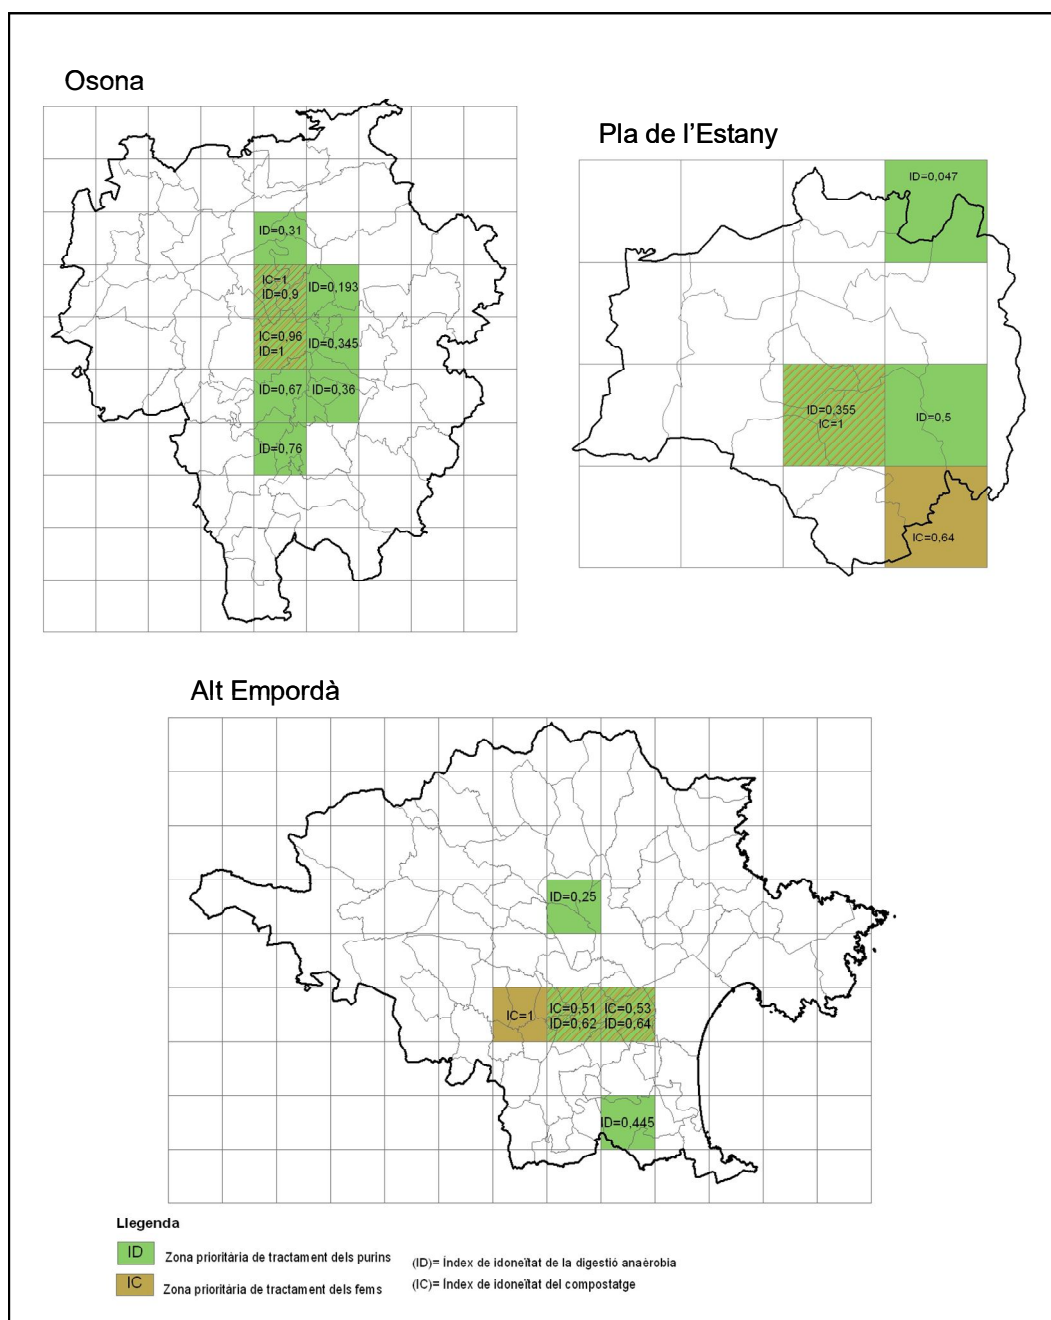 Osona
ID=0,31
IC=1
ID=0,9
ID=0,193
IC=0,96
ID=1
ID=0,345
ID=0,67
ID=0,36
ID=0,76
Pla de l'Estany
ID=0,047
ID=0,355
IC=1
ID=0,5
IC=0,64
Alt Empordà
ID=0,25
IC=1
IC=0,51
ID=0,62
IC=0,53
ID=0,64
ID=0,445
Llegenda
ID
Zona prioritària de tractament dels purins
(ID)= Índex de idoneïtat de la digestió anaèrobia
IC
Zona prioritària de tractament dels fems
(IC)= Índex de idoneïtat del compostatge